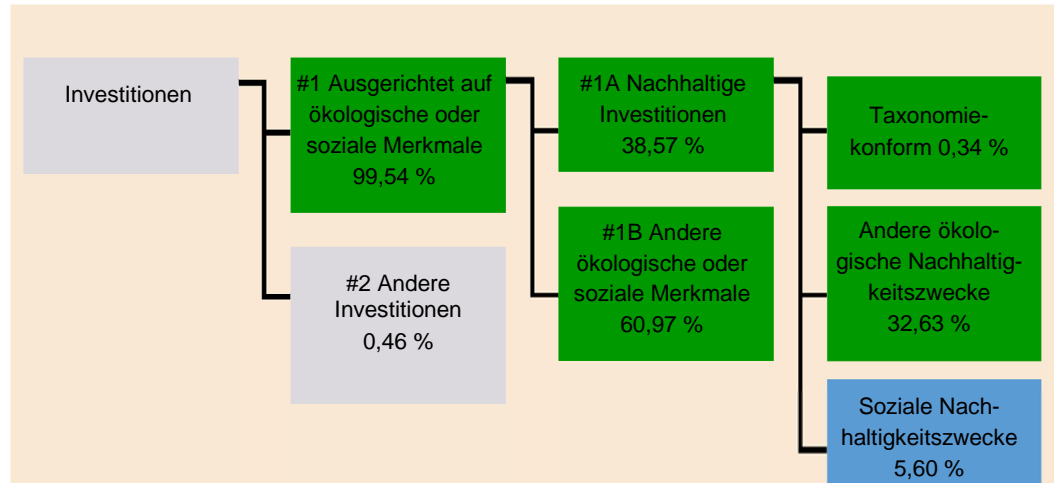 Investitionen
#1 Ausgerichtet auf
ökologische oder
soziale Merkmale
99,54 %
#2 Andere
Investitionen
0,46 %
#1A Nachhaltige
Investitionen
38,57 %
#1B Andere
ökologische oder
soziale Merkmale
60,97 %
Taxonomie-
konform 0,34 %
Andere ökolo-
gische Nachhaltig-
keitszwecke
32,63 %
Soziale Nach-
haltigkeitszwecke
5,60 %